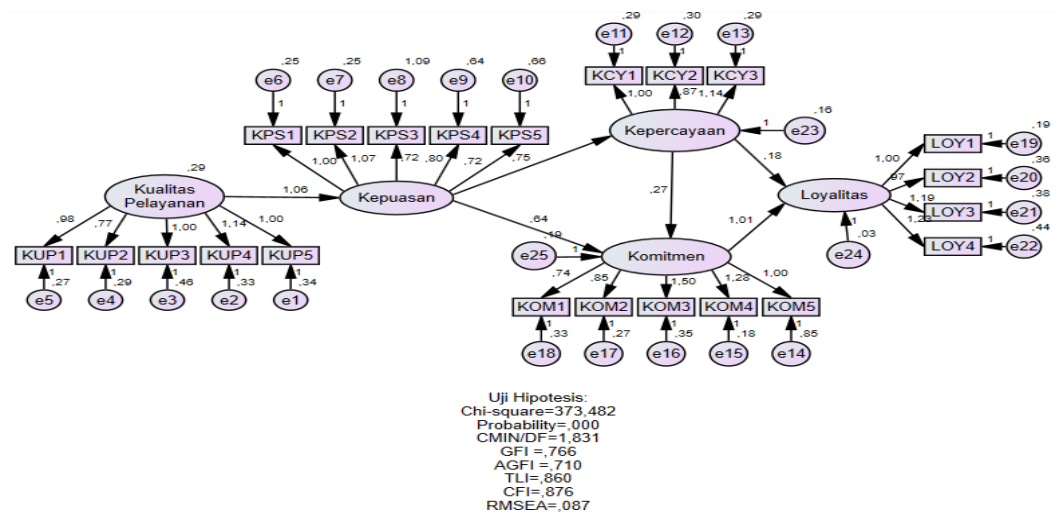 ,29 ,30 ,29
e11 e12 e13
1 1 1
,25 ,25 1,09 ,64 ,66
e6 e7 e8 e9 e10
1 1 1 1 1
KCY1 KCY2 KCY3
1,00 ,87 1,14
KPS1 KPS2 KPS3 KPS4 KPS5
1,00 1,07 ,72 ,80 ,72 ,75
Kepercayaan
1
,16
e23
,19
LOY1 1 e19
,36
LOY2 1 e20
,38
LOY3 1 e21
,44
LOY4 1 e22
1,00
,97
1,19
1,23
,18
Loyalitas
1
,03
e24
,29
Kualitas
Pelayanan
1,06
Kepuasan
,27
,64
1,01
,98 ,77 1,00 1,14 1,00
KUP1 KUP2 KUP3 KUP4 KUP5
1 1 1 1 1
,27 ,29 ,46 ,33 ,34
e5 e4 e3 e2 e1
,19
e25
1
Komitmen
,74 ,85 1,50 1,28 1,00
KOM1 KOM2 KOM3 KOM4 KOM5
1 1 1 1 1
,33 ,27 ,35 ,18 ,85
e18 e17 e16 e15 e14
Uji Hipotesis:
Chi-square=373,482
Probability=,000
CMIN/DF=1,831
GFI =,766
AGFI =,710
TLI=,860
CFI=,876
RMSEA=,087